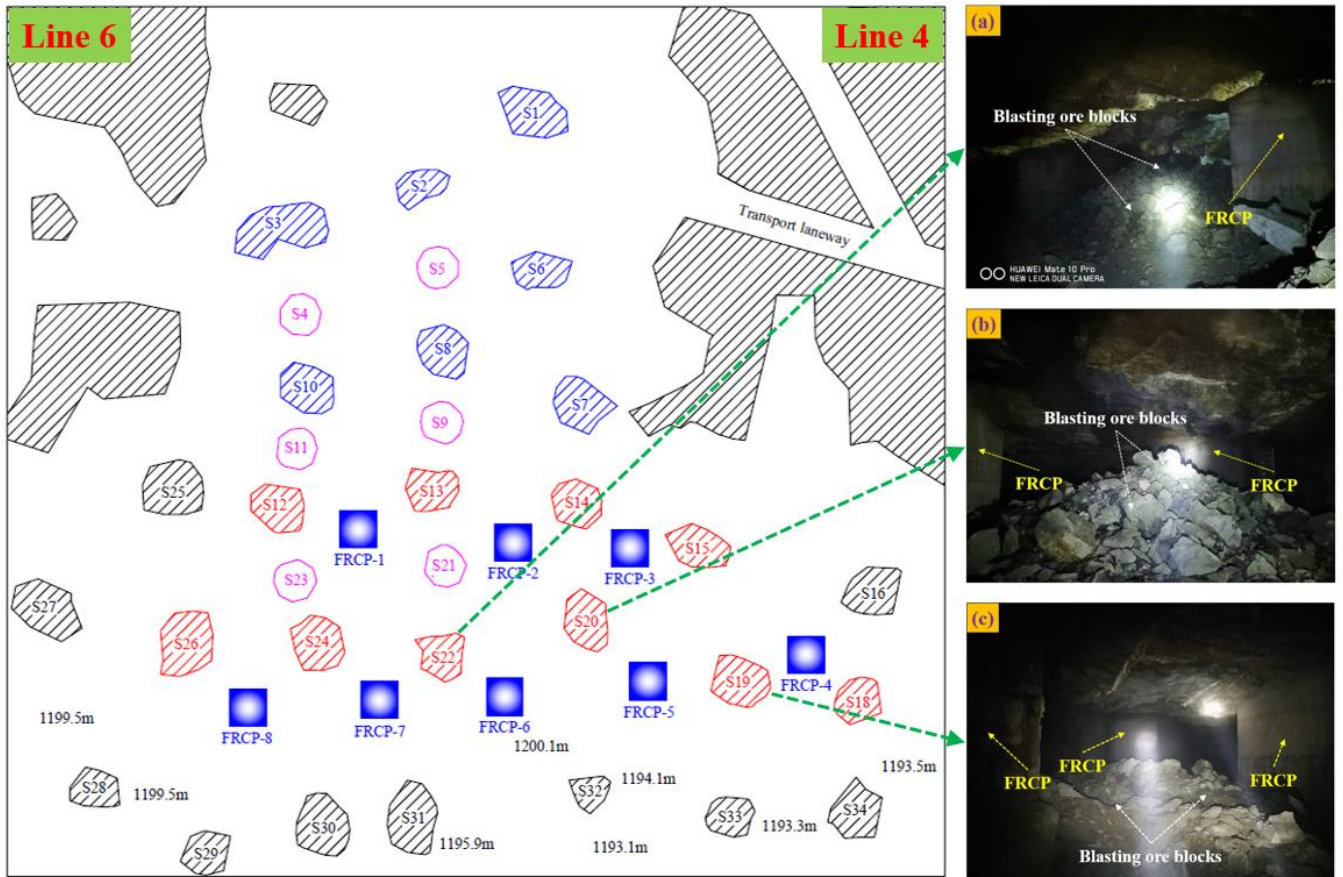 Line 6
Line 4
S1
S2
S3
Transport laneway
S5
S6
S4
S8
S10
S7
S9
S11
S25
S12
S13
S14
S15
FRCP-1
FRCP-2
FRCP-3
S23
S21
S16
S27
S26
S24
S22
S20
S19
FRCP-4
S18
FRCP-8
FRCP-7
FRCP-6
FRCP-5
1199.5m
1200.1m
1193.5m
S28
1199.5m
S32
1194.1m
S29
S30
S31
1195.9m
1193.1m
S33
1193.3m
S34
(a)
Blasting ore blocks
FRCP
HUAWEI Mate 10 Pro
NEW LEICA DUAL CAMERA
(b)
Blasting ore blocks
FRCP
FRCP
(c)
FRCP
FRCP
FRCP
Blasting ore blocks